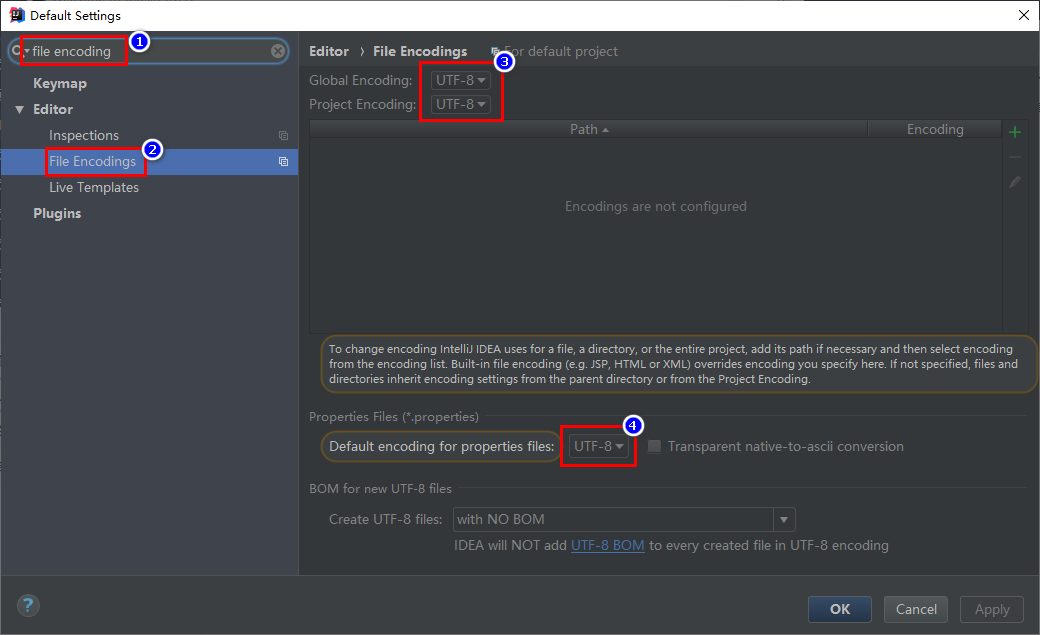 Default Settings
file encoding
1
Keymap
Editor
Inspections
File Encodings
2
Live Templates
Plugins
Editor › File Encodings
For default project
3
Global Encoding: UTF-8
Project Encoding: UTF-8
Path Encoding
Encodings are not configured
To change encoding IntelliJ IDEA uses for a file, a directory, or the entire project, add its path if necessary and then select encoding
from the encoding list. Built-in file encoding (e.g. JSP, HTML or XML) overrides encoding you specify here. If not specified, files and
directories inherit encoding settings from the parent directory or from the Project Encoding.
Properties Files (*.properties)
4
Default encoding for properties files: UTF-8 Transparent native-to-ascii conversion
BOM for new UTF-8 files
Create UTF-8 files: with NO BOM
IDEA will NOT add UTF-8 BOM to every created file in UTF-8 encoding
?
OK Cancel Apply